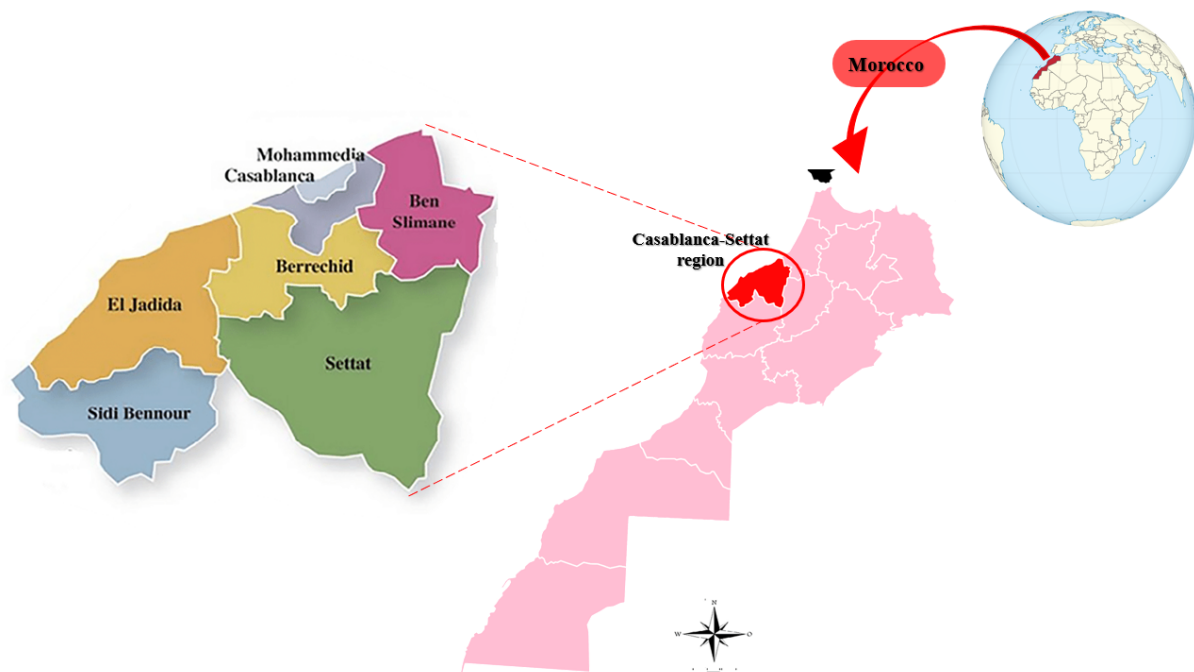 Morocco
Mohammedia
Casablanca
Ben
Slimane
Berrechid
El Jadida
Settat
Sidi Bennour
Casablanca-Settat
region
N
W
O